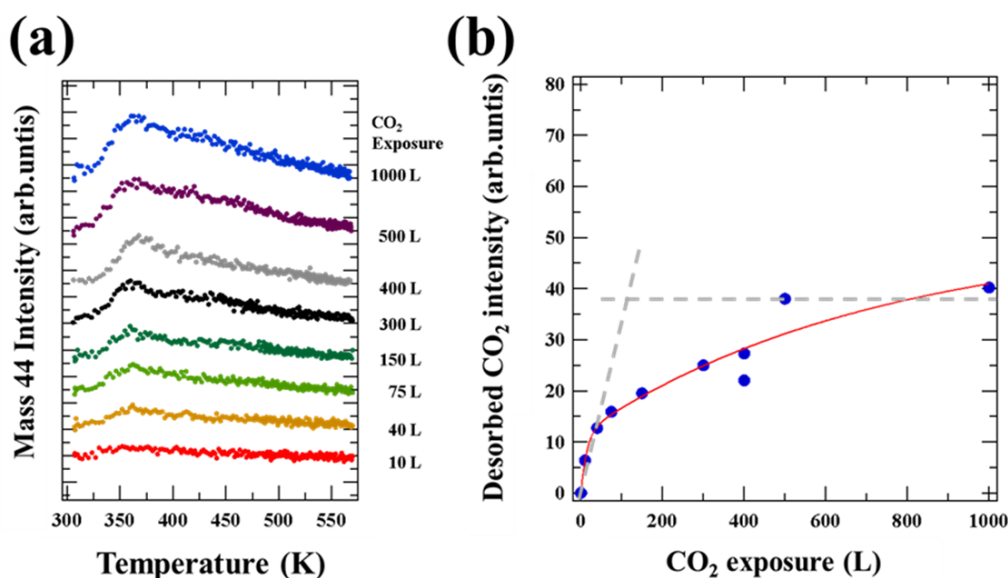 (a)
Mass 44 Intensity (arb.untis)
CO₂
Exposure
1000 L
500 L
400 L
300 L
150 L
75 L
40 L
10 L
300 350 400 450 500 550
Temperature (K)
(b)
Desorbed CO₂ intensity (arb.untis)
80
70
60
50
40
30
20
10
0
0 200 400 600 800 1000
CO₂ exposure (L)